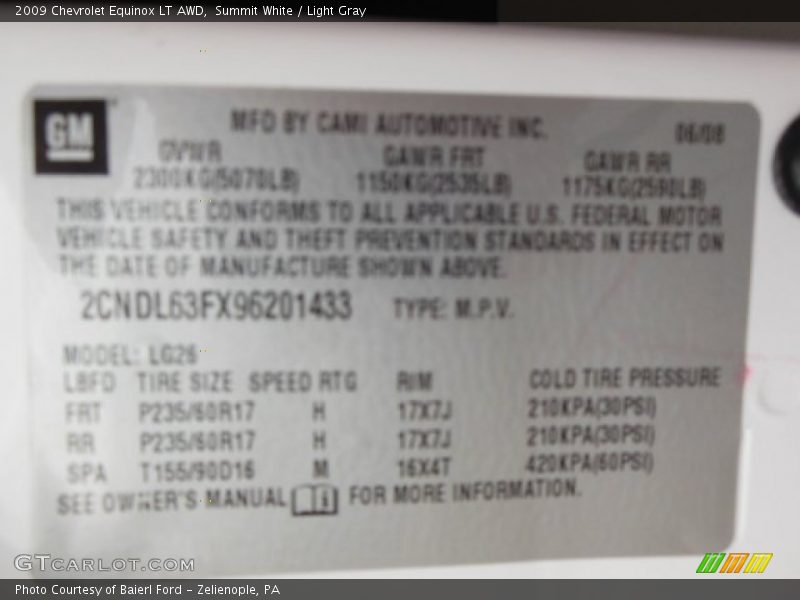 2009 Chevrolet Equinox LT AWD, Summit White / Light Gray
GM
MFD BY CAMI AUTOMOTIVE INC. 06/08
GVWR GAWR FRT GAWR RR
2300KG(5070LB) 1150KG(2535LB) 1175KG(2590LB)
THIS VEHICLE CONFORMS TO ALL APPLICABLE U.S. FEDERAL MOTOR
VEHICLE SAFETY AND THEFT PREVENTION STANDARDS IN EFFECT ON
THE DATE OF MANUFACTURE SHOWN ABOVE.
2CNDL63FX96201433 TYPE: M.P.V.
MODEL: LG26
LBFD TIRE SIZE SPEED RTG RIM COLD TIRE PRESSURE
FRT P235/60R17 H 17X7J 210KPA(30PSI)
RR P235/60R17 H 17X7J 210KPA(30PSI)
SPA T155/90D16 M 16X4T 420KPA(60PSI)
SEE OWNER'S MANUAL FOR MORE INFORMATION.
GTCARLOT.COM
Photo Courtesy of Baierl Ford - Zelienople, PA